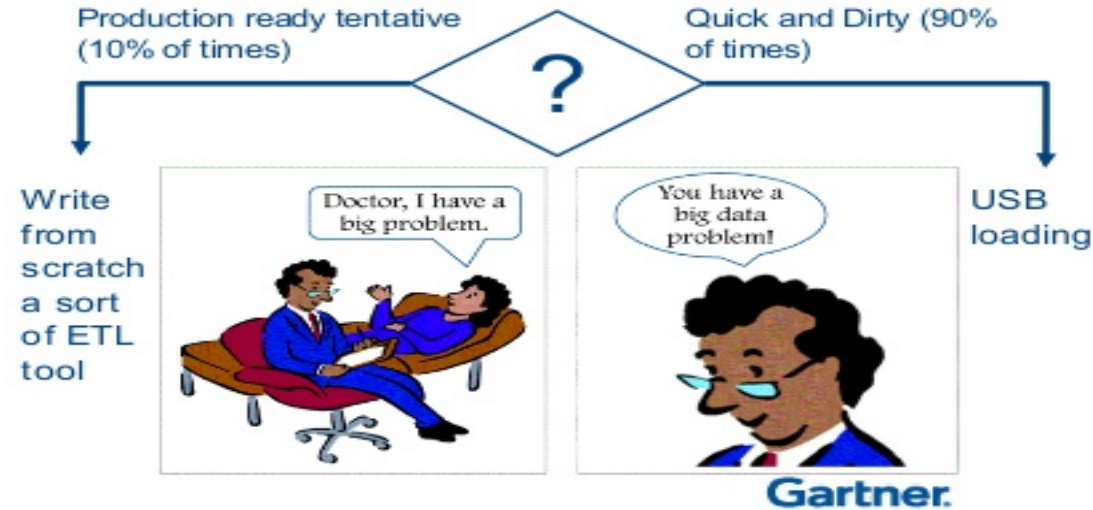 Production ready tentative
(10% of times)
Quick and Dirty (90%
of times)
?
Write
from
scratch
a sort
of ETL
tool
Doctor, I have a
big problem.
You have a
big data
problem!
USB
loading
Gartner.